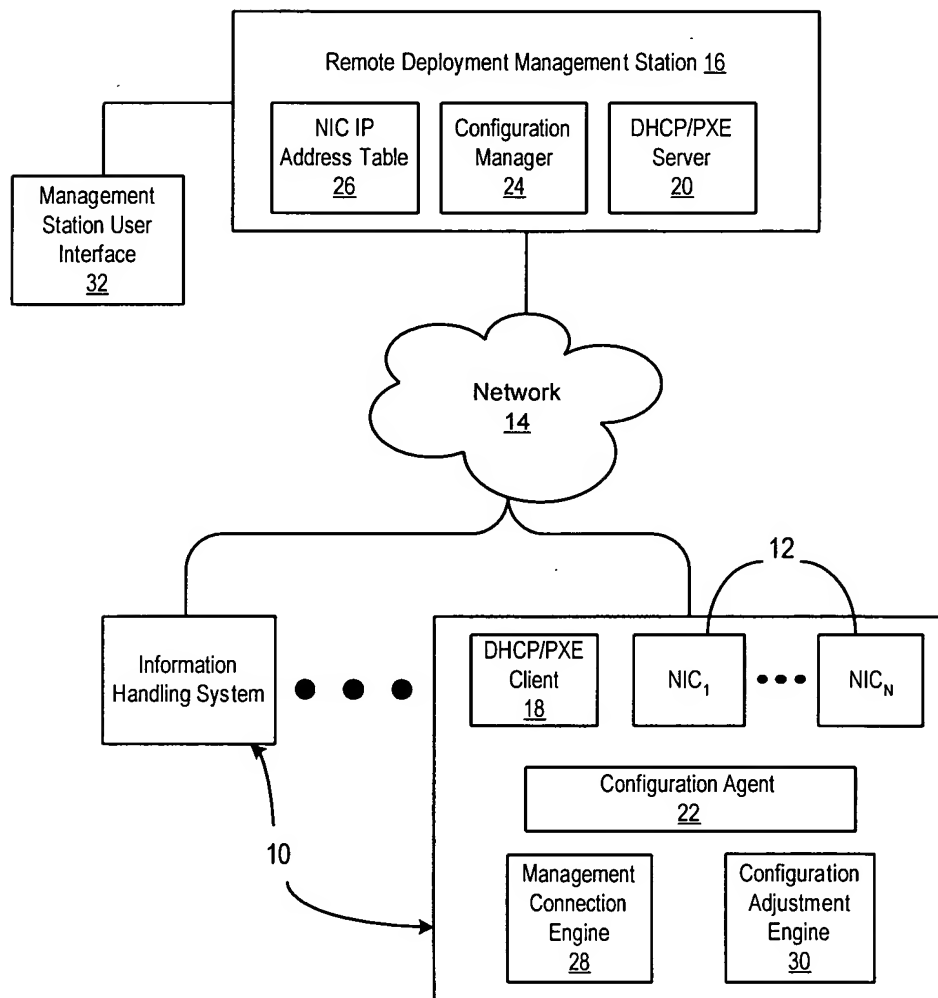 Remote Deployment Management Station 16
NIC IP
Address Table
26
Configuration
Manager
24
DHCP/PXE
Server
20
Management
Station User
Interface
32
Network
14
12
Information
Handling System
DHCP/PXE
Client
18
NIC1
NICN
Configuration Agent
22
10
Management
Connection
Engine
28
Configuration
Adjustment
Engine
30